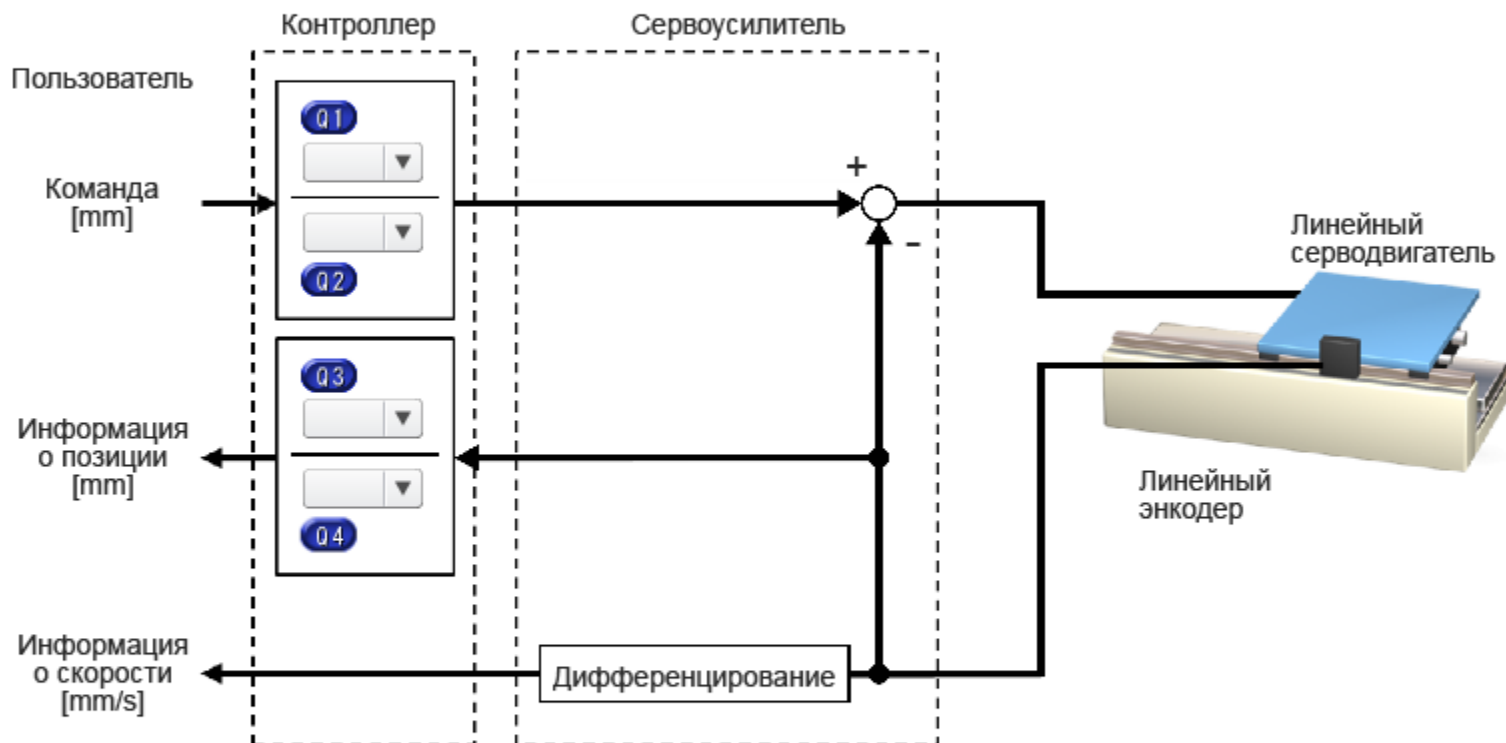 Контроллер
Сервоусилитель
Пользователь
Q1
+
Команда
[mm]
-
Q2
Линейный
серводвигатель
Q3
Информация
о позиции
[mm]
Q4
Линейный
энкодер
Информация
о скорости
[mm/s]
Дифференцирование